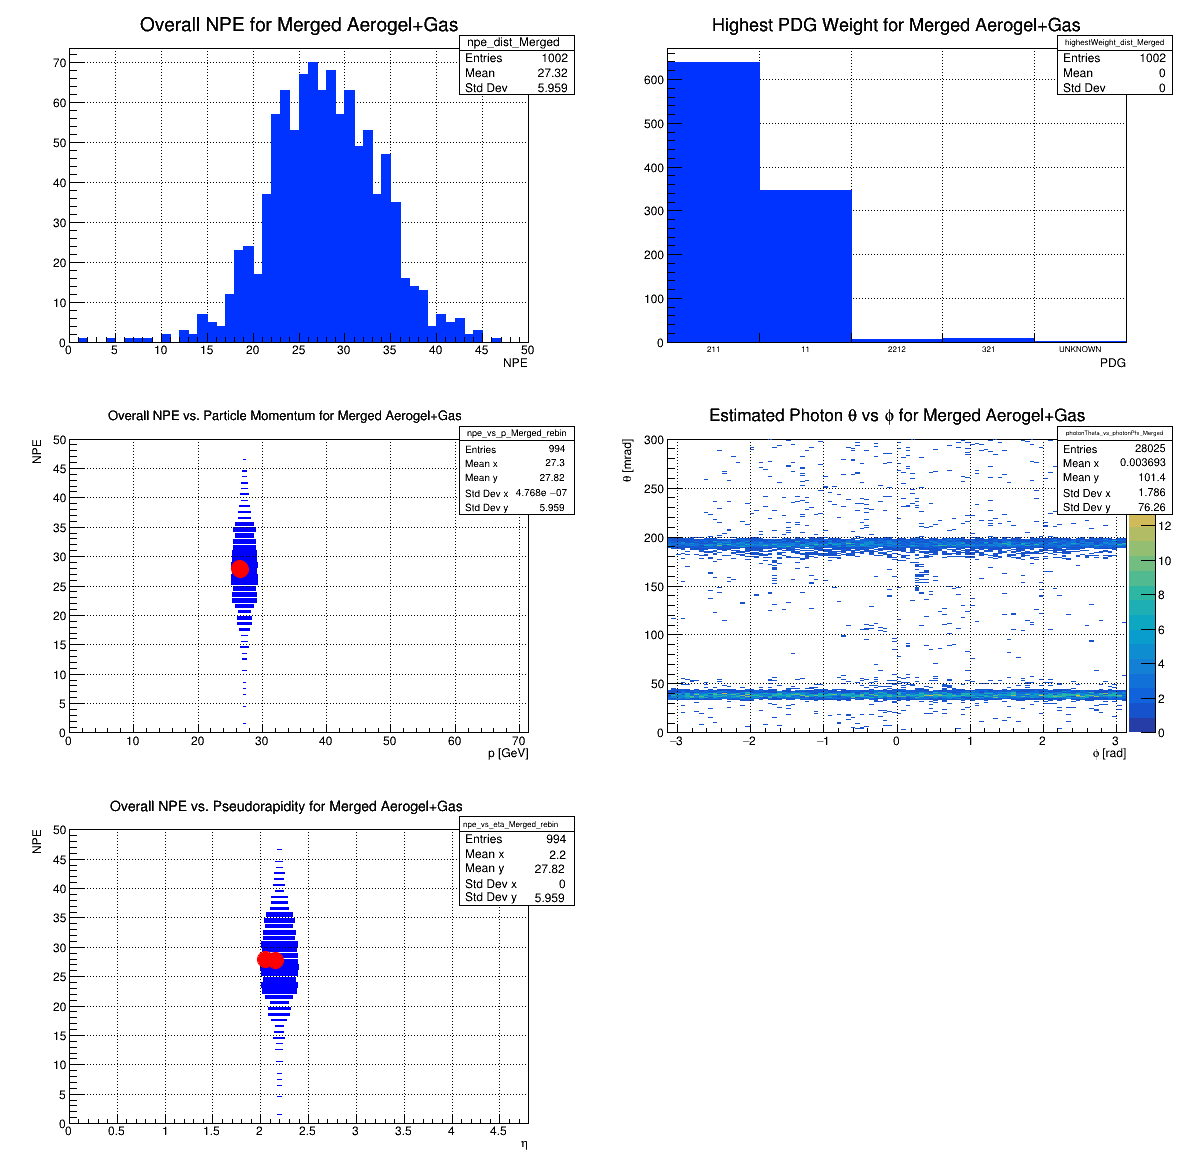 Overall NPE for Merged Aerogel+Gas
npe_dist_Merged
Entries 1002
Mean 27.32
Std Dev 5.959
70
60
50
40
30
20
10
0
0 5 10 15 20 25 30 35 40 45 50
NPE
Highest PDG Weight for Merged Aerogel+Gas
highestWeight_dist_Merged
Entries 1002
Mean 0
Std Dev 0
600
500
400
300
200
100
0
211 11 2212 321 UNKNOWN
PDG
Overall NPE vs. Particle Momentum for Merged Aerogel+Gas
npe_vs_p_Merged_rebin
Entries 994
Mean x 27.3
Mean y 27.82
Std Dev x 4.768e −07
Std Dev y 5.959
NPE
50
45
40
35
30
25
20
15
10
5
0
0 10 20 30 40 50 60 70
p [GeV]
Estimated Photon θ vs ϕ for Merged Aerogel+Gas
photonTheta_vs_photonPhi_Merged
Entries 28025
Mean x 0.003693
Mean y 101.4
Std Dev x 1.786
Std Dev y 76.26
θ [mrad]
300
250
200
150
100
50
0
−3 −2 −1 0 1 2 3
ϕ [rad]
12
10
8
6
4
2
0
Overall NPE vs. Pseudorapidity for Merged Aerogel+Gas
npe_vs_eta_Merged_rebin
Entries 994
Mean x 2.2
Mean y 27.82
Std Dev x 0
Std Dev y 5.959
NPE
50
45
40
35
30
25
20
15
10
5
0
0 0.5 1 1.5 2 2.5 3 3.5 4 4.5
η